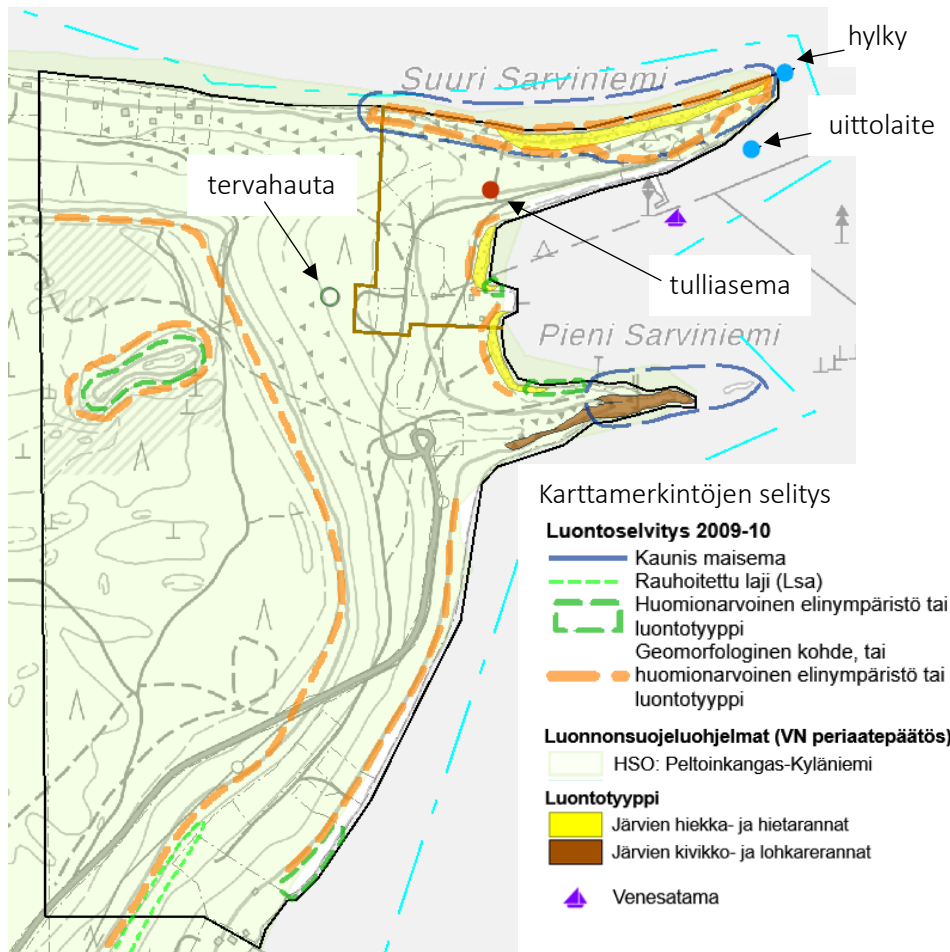 hylky
Suuri Sarviniemi
uittolaite
tervahauta
tulliasema
Pieni Sarviniemi
Karttamerkintöjen selitys
Luontoselvitys 2009-10
Kaunis maisema
Rauhoitettu laji (Lsa)
Huomionarvoinen elinympäristö tai
luontotyyppi
Geomorfologinen kohde, tai
huomionarvoinen elinympäristö tai
luontotyyppi
Luonnonsuojeluohjelmat (VN periaatepäätös)
HSO: Peltoinkangas-Kyläniemi
Luontotyyppi
Järvien hiekka- ja hietarannat
Järvien kivikko- ja lohkarerannat
Venesatama